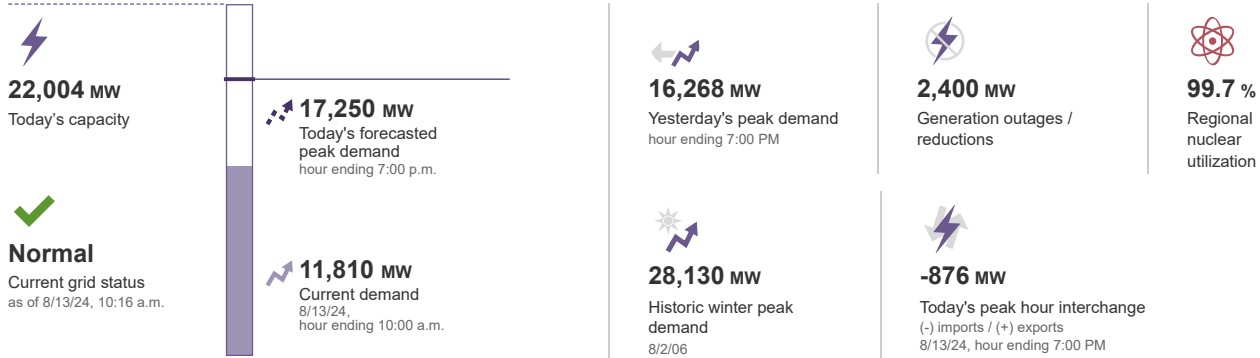 22,004 MW
Today's capacity
Normal
Current grid status
as of 8/13/24, 10:16 a.m.
17,250 MW
Today's forecasted
peak demand
hour ending 7:00 p.m.
11,810 MW
Current demand
8/13/24,
hour ending 10:00 a.m.
16,268 MW
Yesterday's peak demand
hour ending 7:00 PM
2,400 MW
Generation outages /
reductions
99.7 %
Regional
nuclear
utilization
28,130 MW
Historic winter peak
demand
8/2/06
-876 MW
Today's peak hour interchange
(-) imports / (+) exports
8/13/24, hour ending 7:00 PM